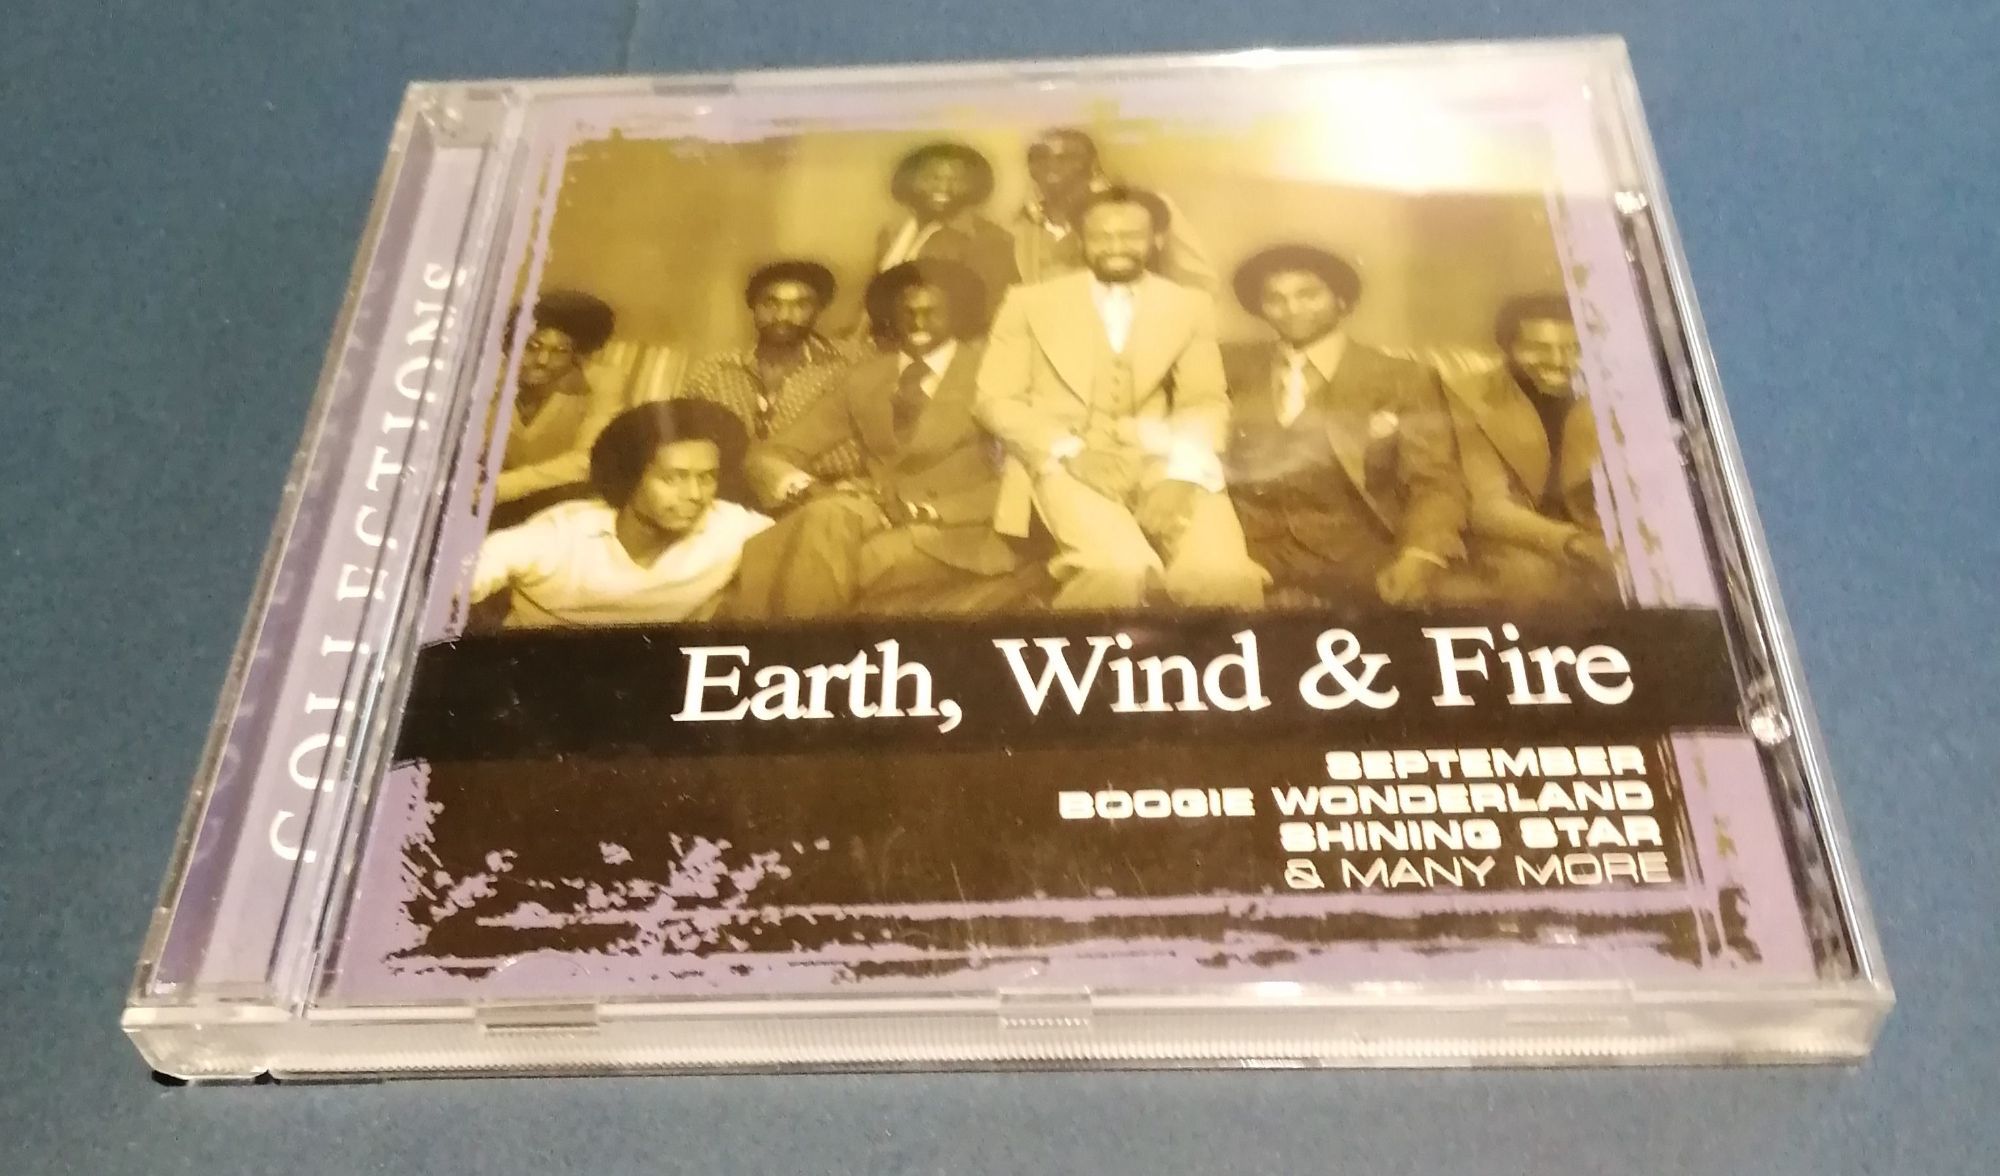 COLLECTIONS
Earth, Wind & Fire
SEPTEMBER
BOOGIE WONDERLAND
SHINING STAR
& MANY MORE